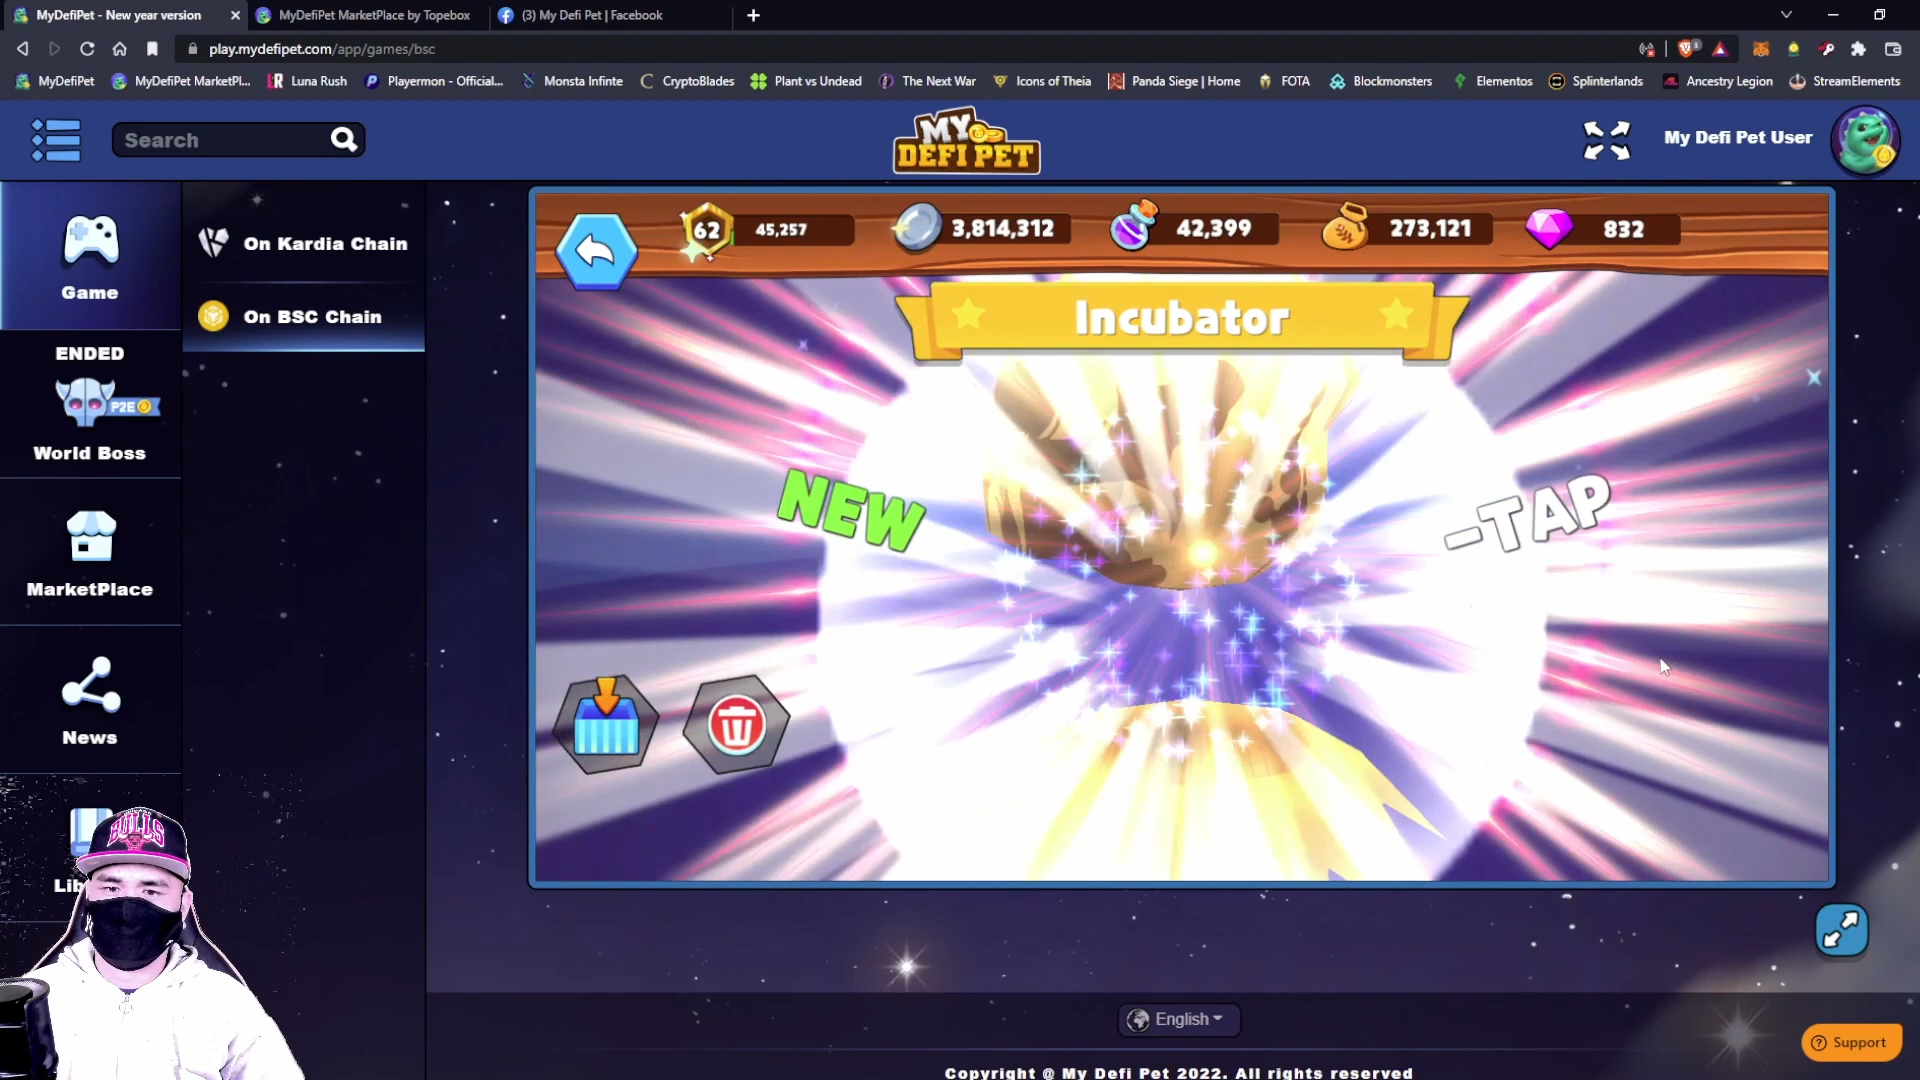 MyDefiPet - New year version
MyDefiPet MarketPlace by Topebox
(3) My Defi Pet | Facebook
play.mydefipet.com/app/games/bsc
3
MyDefiPet
MyDefiPet MarketPl...
Luna Rush
Playermon - Official...
Monsta Infinte
CryptoBlades
Plant vs Undead
The Next War
Icons of Theia
Panda Siege | Home
FOTA
Blockmonsters
Elementos
Splinterlands
Ancestry Legion
StreamElements
Search
MY
DEFI PET
My Defi Pet User
Game
On Kardia Chain
On BSC Chain
62
45,257
3,814,312
42,399
273,121
832
Incubator
NEW
-TAP
ENDED
P2E
World Boss
MarketPlace
News
BULLS
English
Support
Copyright @ My Defi Pet 2022. All rights reserved